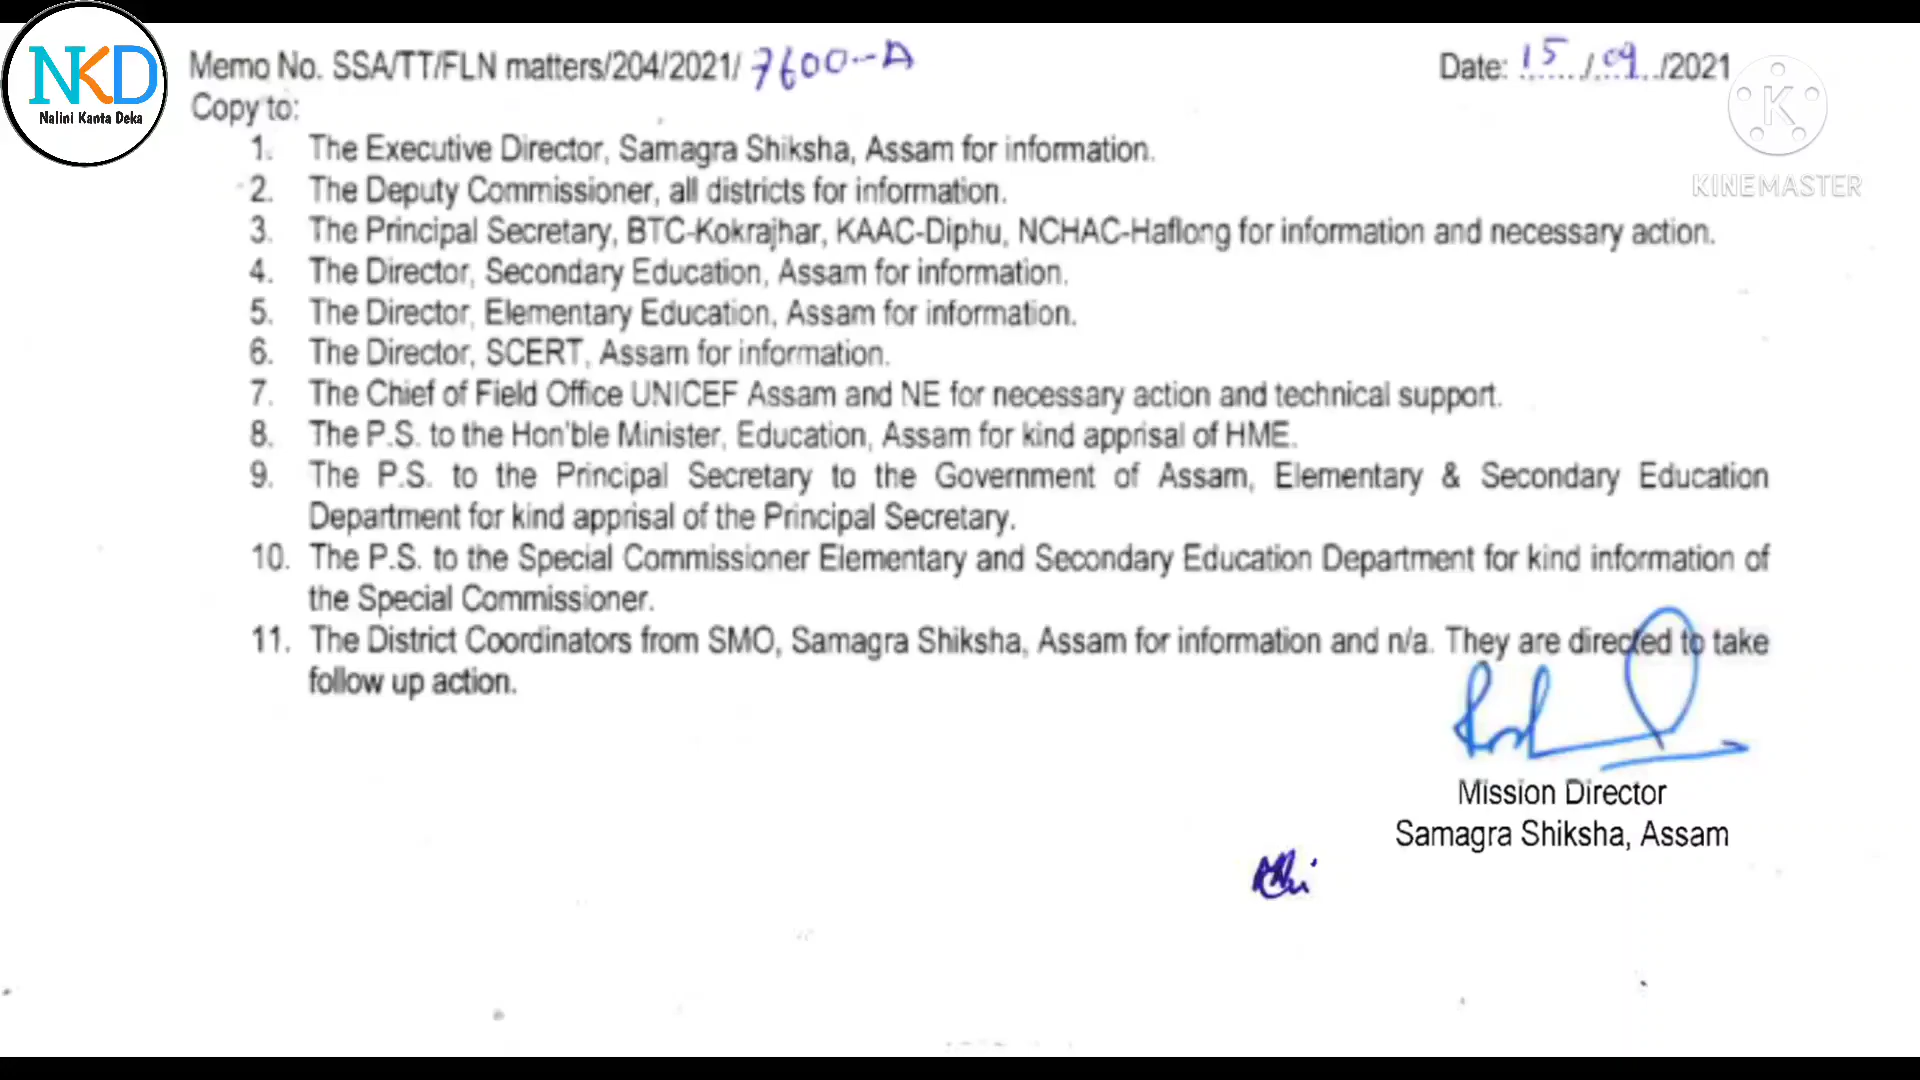 NKD
Nalini Kanta Deka
Memo No. SSA/TT/FLN matters/204/2021/ 7600-A
Date: 15/09/2021
Copy to:
1. The Executive Director, Samagra Shiksha, Assam for information.
2. The Deputy Commissioner, all districts for information.
3. The Principal Secretary, BTC-Kokrajhar, KAAC-Diphu, NCHAC-Haflong for information and necessary action.
4. The Director, Secondary Education, Assam for information.
5. The Director, Elementary Education, Assam for information.
6. The Director, SCERT, Assam for information.
7. The Chief of Field Office UNICEF Assam and NE for necessary action and technical support.
8. The P.S. to the Hon'ble Minister, Education, Assam for kind apprisal of HME.
9. The P.S. to the Principal Secretary to the Government of Assam, Elementary & Secondary Education
Department for kind apprisal of the Principal Secretary.
10. The P.S. to the Special Commissioner Elementary and Secondary Education Department for kind information of
the Special Commissioner.
11. The District Coordinators from SMO, Samagra Shiksha, Assam for information and n/a. They are directed to take
follow up action.
Mission Director
Samagra Shiksha, Assam
K
KINEMASTER